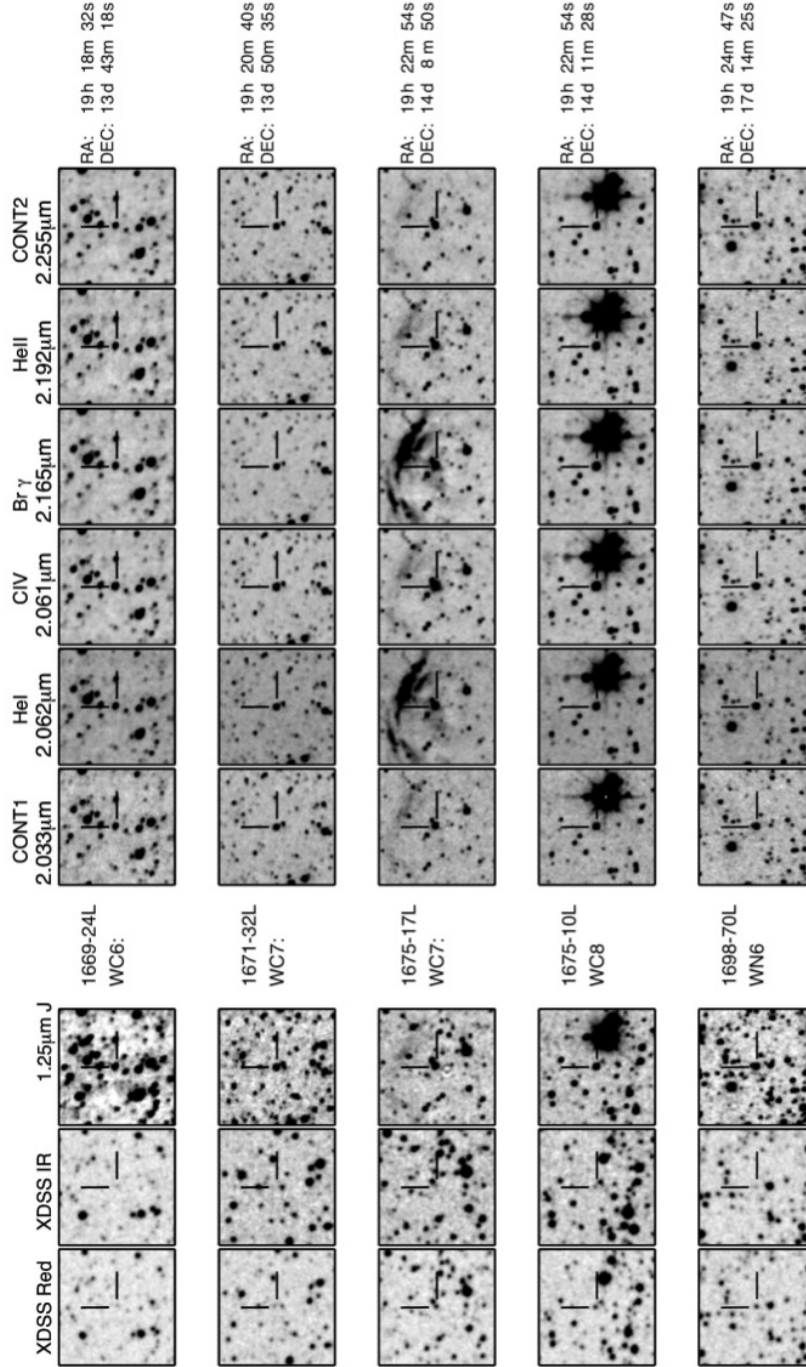 XDSS Red XDSS IR 1.25μm J CONT1 HeI CIV Br γ HeII CONT2
2.033μm 2.062μm 2.061μm 2.165μm 2.192μm 2.255μm
1669-24L
WC6:
RA: 19h 18m 32s
DEC: 13d 43m 18s
1671-32L
WC7:
RA: 19h 20m 40s
DEC: 13d 50m 35s
1675-17L
WC7:
RA: 19h 22m 54s
DEC: 14d 8m 50s
1675-10L
WC8
RA: 19h 22m 54s
DEC: 14d 11m 28s
1698-70L
WN6
RA: 19h 24m 47s
DEC: 17d 14m 25s